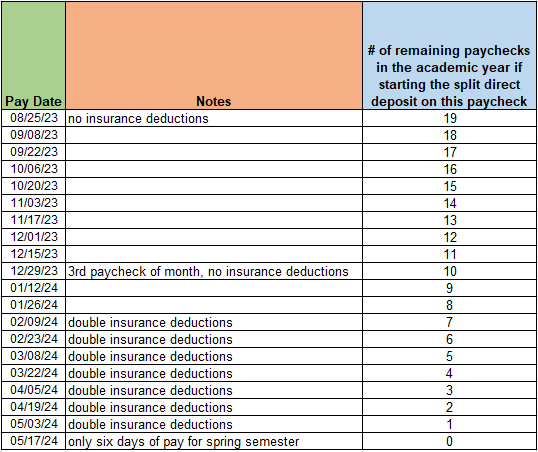 # of remaining paychecks
in the academic year if
starting the split direct
Pay Date Notes deposit on this paycheck
08/25/23 no insurance deductions 19
09/08/23 18
09/22/23 17
10/06/23 16
10/20/23 15
11/03/23 14
11/17/23 13
12/01/23 12
12/15/23 11
12/29/23 3rd paycheck of month, no insurance deductions 10
01/12/24 9
01/26/24 8
02/09/24 double insurance deductions 7
02/23/24 double insurance deductions 6
03/08/24 double insurance deductions 5
03/22/24 double insurance deductions 4
04/05/24 double insurance deductions 3
04/19/24 double insurance deductions 2
05/03/24 double insurance deductions 1
05/17/24 only six days of pay for spring semester 0